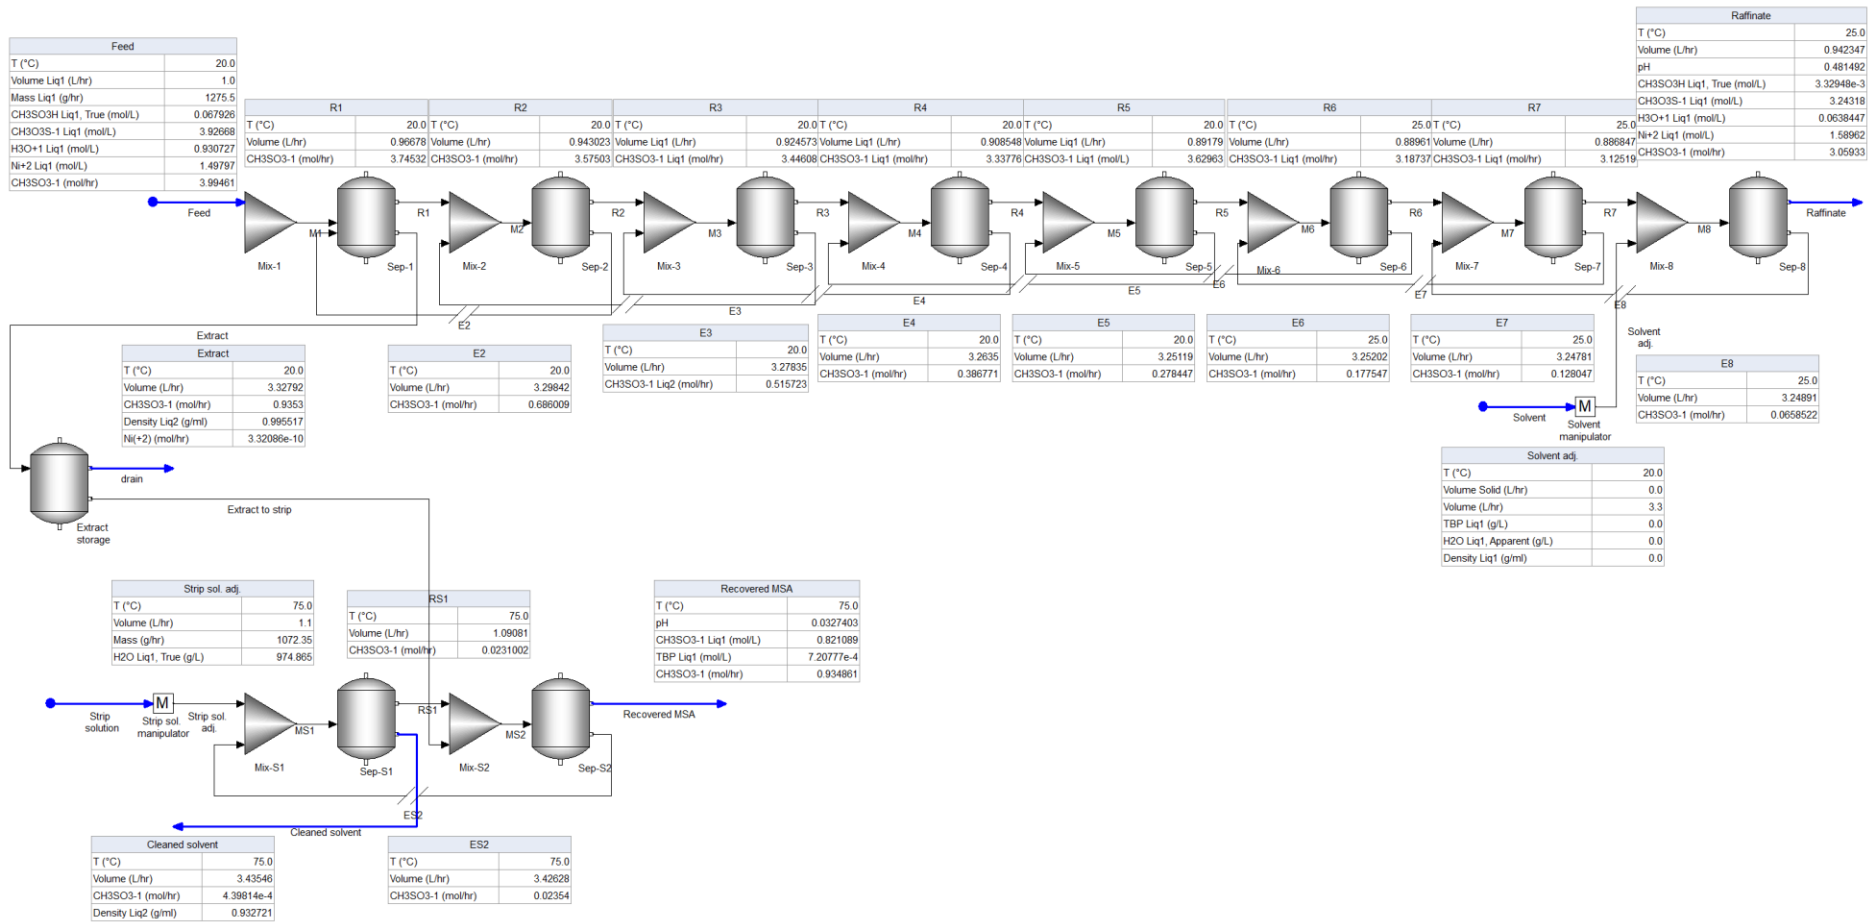 Feed
T (°C) 20.0
Volume Liq1 (L/hr) 1.0
Mass Liq1 (g/hr) 1275.5
CH3SO3H Liq1, True (mol/L) 0.067926
CH3O3S-1 Liq1 (mol/L) 3.92668
H3O+1 Liq1 (mol/L) 0.930727
Ni+2 Liq1 (mol/L) 1.49797
CH3SO3-1 (mol/hr) 3.99461
R1
T (°C) 20.0
Volume (L/hr) 0.96678
CH3SO3-1 (mol/hr) 3.74532
R2
T (°C) 20.0
Volume (L/hr) 0.943023
CH3SO3-1 (mol/hr) 3.57503
R3
T (°C) 20.0
Volume Liq1 (L/hr) 0.924573
CH3SO3-1 Liq1 (mol/hr) 3.44608
R4
T (°C) 20.0
Volume Liq1 (L/hr) 0.908548
CH3SO3-1 Liq1 (mol/hr) 3.33776
R5
T (°C) 20.0
Volume Liq1 (L/hr) 0.89179
CH3SO3-1 Liq1 (mol/L) 3.62963
R6
T (°C) 25.0
Volume (L/hr) 0.88961
CH3SO3-1 Liq1 (mol/hr) 3.18737
R7
T (°C) 25.0
Volume (L/hr) 0.886847
CH3SO3-1 Liq1 (mol/hr) 3.12519
Raffinate
T (°C) 25.0
Volume (L/hr) 0.942347
pH 0.481492
CH3SO3H Liq1, True (mol/L) 3.32948e-3
CH3O3S-1 Liq1 (mol/L) 3.24318
H3O+1 Liq1 (mol/L) 0.0638447
Ni+2 Liq1 (mol/L) 1.58962
CH3SO3-1 (mol/hr) 3.05933
Feed
Mix-1
M1
Sep-1
R1
Mix-2
M2
Sep-2
R2
Mix-3
M3
Sep-3
R3
Mix-4
M4
Sep-4
R4
Mix-5
M5
Sep-5
R5
Mix-6
M6
Sep-6
R6
Mix-7
M7
Sep-7
R7
Mix-8
M8
Sep-8
Raffinate
E2
E3
E4
E5
E6
E7
E8
Extract
Extract
T (°C) 20.0
Volume (L/hr) 3.32792
CH3SO3-1 (mol/hr) 0.9353
Density Liq2 (g/ml) 0.995517
Ni(+2) (mol/hr) 3.32086e-10
E2
T (°C) 20.0
Volume (L/hr) 3.29842
CH3SO3-1 (mol/hr) 0.686009
E3
T (°C) 20.0
Volume (L/hr) 3.27835
CH3SO3-1 Liq2 (mol/hr) 0.515723
E4
T (°C) 20.0
Volume (L/hr) 3.2635
CH3SO3-1 (mol/hr) 0.386771
E5
T (°C) 20.0
Volume (L/hr) 3.25119
CH3SO3-1 (mol/hr) 0.278447
E6
T (°C) 25.0
Volume (L/hr) 3.25202
CH3SO3-1 (mol/hr) 0.177547
E7
T (°C) 25.0
Volume (L/hr) 3.24781
CH3SO3-1 (mol/hr) 0.128047
Solvent
adj.
E8
T (°C) 25.0
Volume (L/hr) 3.24891
CH3SO3-1 (mol/hr) 0.0658522
Solvent
M
Solvent
manipulator
Solvent adj.
T (°C) 20.0
Volume Solid (L/hr) 0.0
Volume (L/hr) 3.3
TBP Liq1 (g/L) 0.0
H2O Liq1, Apparent (g/L) 0.0
Density Liq1 (g/ml) 0.0
drain
Extract
storage
Extract to strip
Strip sol. adj.
T (°C) 75.0
Volume (L/hr) 1.1
Mass (g/hr) 1072.35
H2O Liq1, True (g/L) 974.865
RS1
T (°C) 75.0
Volume (L/hr) 1.09081
CH3SO3-1 (mol/hr) 0.0231002
Recovered MSA
T (°C) 75.0
pH 0.0327403
CH3SO3-1 Liq1 (mol/L) 0.821089
TBP Liq1 (mol/L) 7.20777e-4
CH3SO3-1 (mol/hr) 0.934861
Strip
solution
M
Strip sol.
manipulator
Strip sol.
adj.
Mix-S1
MS1
Sep-S1
RS1
Mix-S2
MS2
Sep-S2
Recovered MSA
ES2
Cleaned solvent
Cleaned solvent
T (°C) 75.0
Volume (L/hr) 3.43546
CH3SO3-1 (mol/hr) 4.39814e-4
Density Liq2 (g/ml) 0.932721
ES2
T (°C) 75.0
Volume (L/hr) 3.42628
CH3SO3-1 (mol/hr) 0.02354